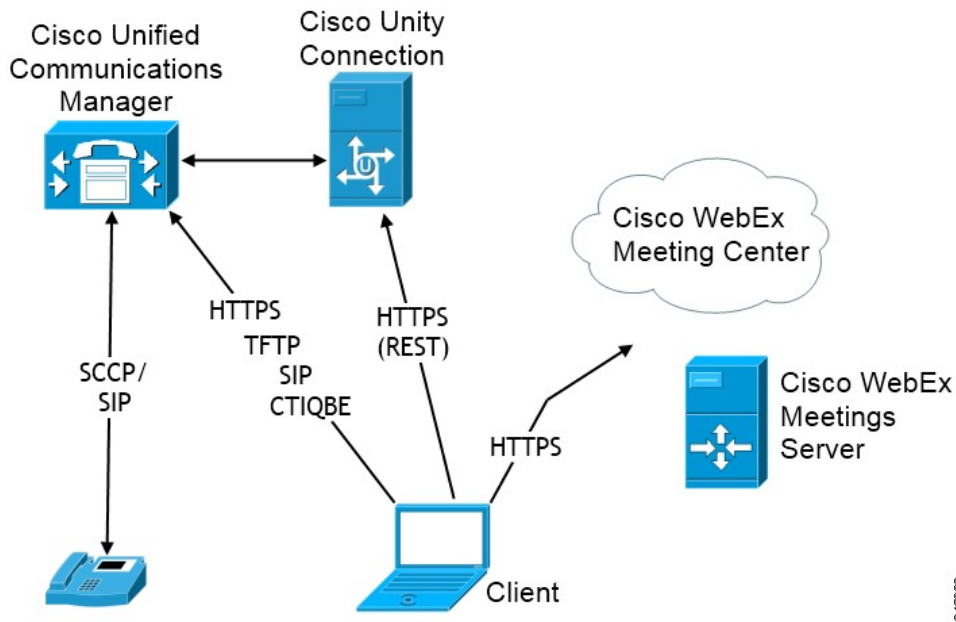 Cisco Unified
Communications
Manager
Cisco Unity
Connection
U
Cisco WebEx
Meeting Center
HTTPS
TFTP
SIP
CTIQBE
HTTPS
(REST)
SCCP/
SIP
HTTPS
Cisco WebEx
Meetings
Server
Client